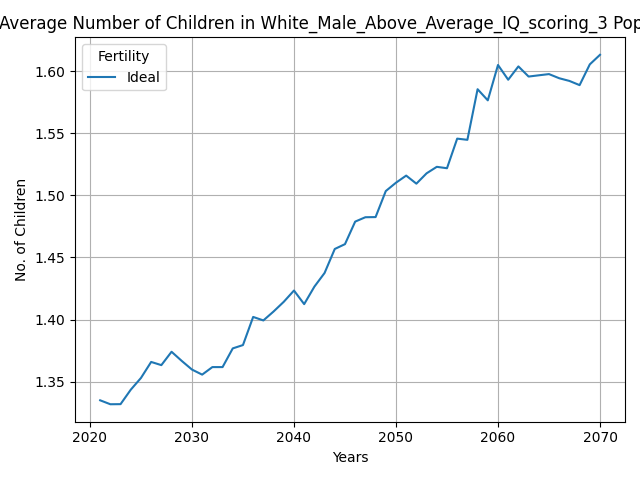 Average Number of Children in White_Male_Above_Average_IQ_scoring_3 Pop
Fertility
Ideal
1.60
1.55
1.50
1.45
1.40
1.35
No. of Children
2020
2030
2040
2050
2060
2070
Years